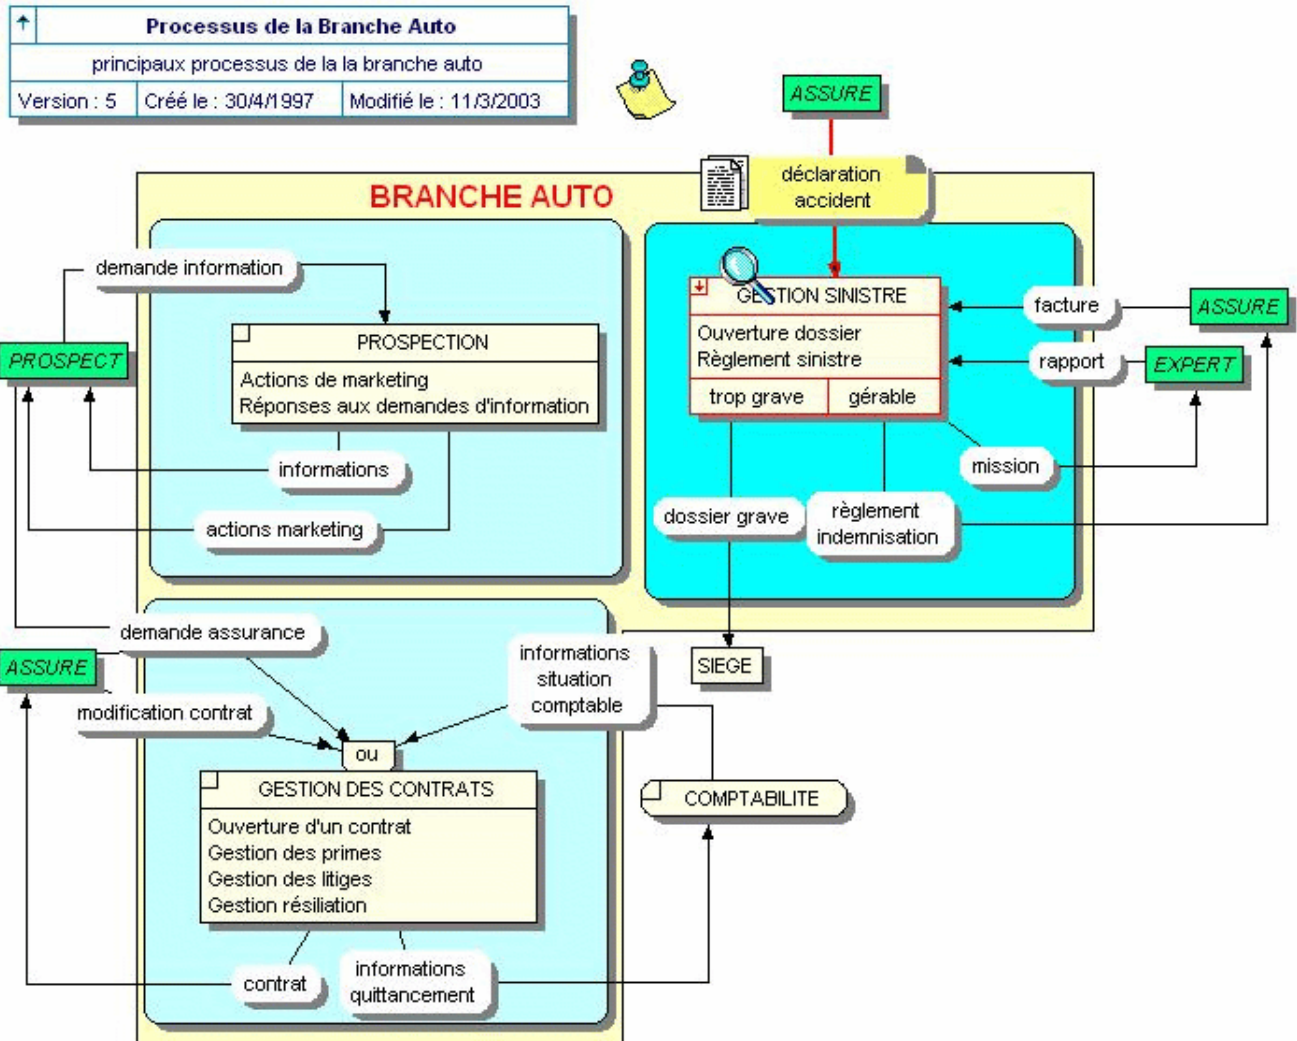 Processus de la Branche Auto
principaux processus de la la branche auto
Version : 5 Créé le : 30/4/1997 Modifié le : 11/3/2003
ASSURE
déclaration
accident
BRANCHE AUTO
demande information
PROSPECT
PROSPECTION
Actions de marketing
Réponses aux demandes d'information
informations
actions marketing
GESTION SINISTRE
Ouverture dossier
Règlement sinistre
trop grave gérable
facture
ASSURE
rapport
EXPERT
mission
dossier grave
règlement
indemnisation
SIEGE
demande assurance
ASSURE
modification contrat
informations
situation
comptable
ou
GESTION DES CONTRATS
Ouverture d'un contrat
Gestion des primes
Gestion des litiges
Gestion résiliation
COMPTABILITE
contrat
informations
quittancement